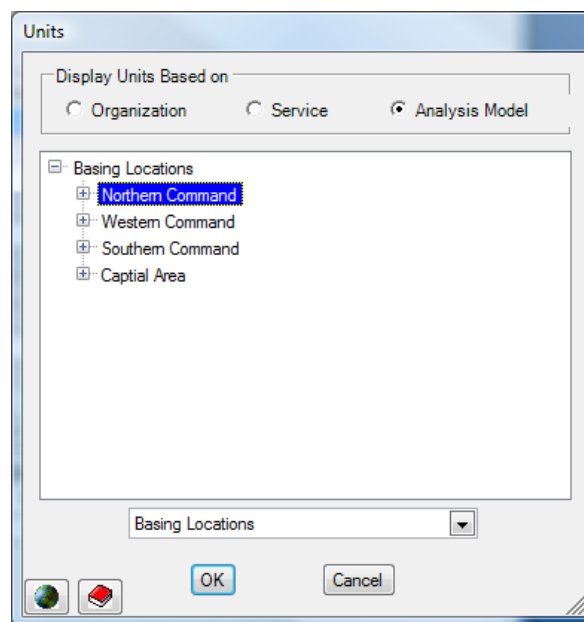 Units
Display Units Based on
Organization Service Analysis Model
Basing Locations
Northern Command
Western Command
Southern Command
Captial Area
Basing Locations
OK Cancel